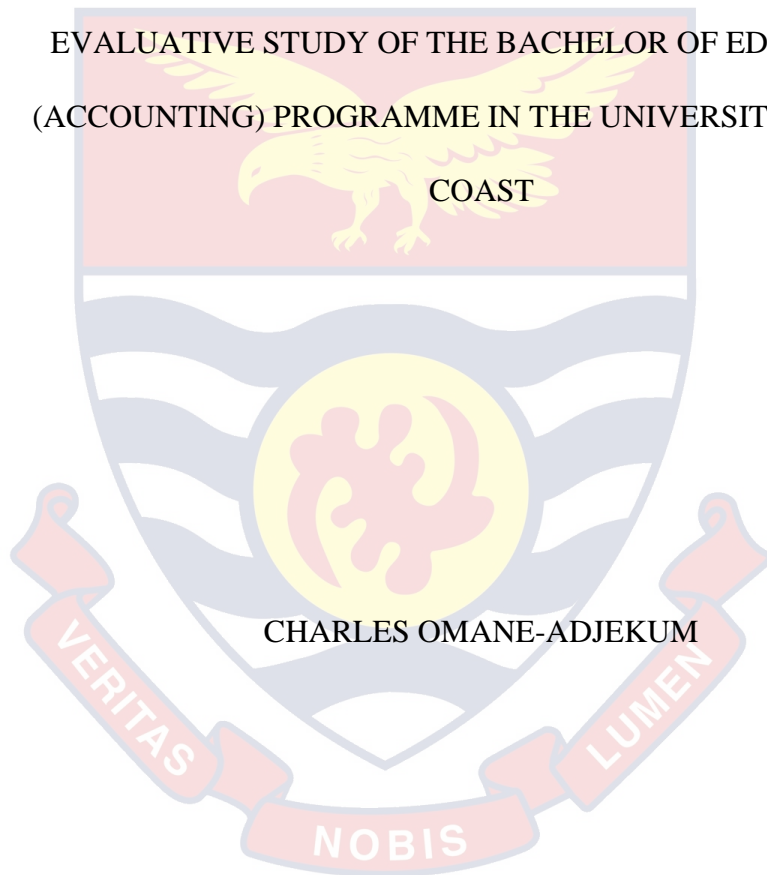 EVALUATIVE STUDY OF THE BACHELOR OF ED
(ACCOUNTING) PROGRAMME IN THE UNIVERSIT
COAST
CHARLES OMANE-ADJEKUM
VERITAS
NOBIS
LUMEN